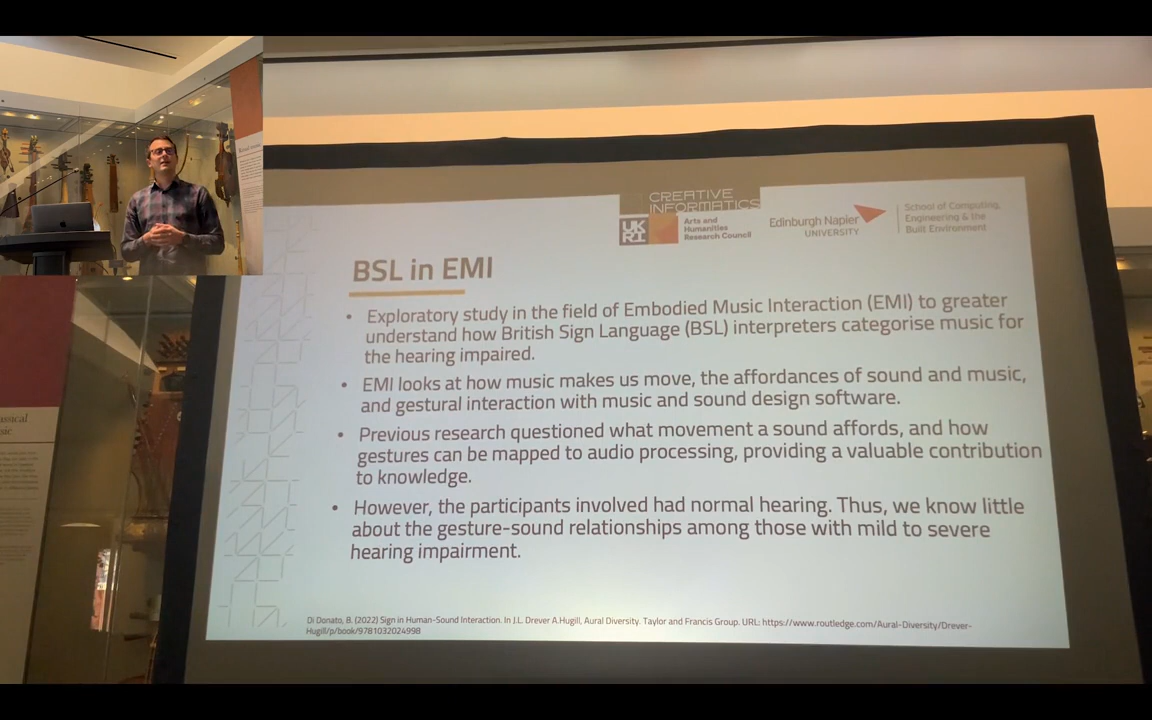 CREATIVE
INFORMATICS
UK
RI
Arts and
Humanities
Research Council
Edinburgh Napier
UNIVERSITY
School of Computing,
Engineering & the
Built Environment
BSL in EMI
• Exploratory study in the field of Embodied Music Interaction (EMI) to greater
understand how British Sign Language (BSL) interpreters categorise music for
the hearing impaired.
• EMI looks at how music makes us move, the affordances of sound and music,
and gestural interaction with music and sound design software.
• Previous research questioned what movement a sound affords, and how
gestures can be mapped to audio processing, providing a valuable contribution
to knowledge.
• However, the participants involved had normal hearing. Thus, we know little
about the gesture-sound relationships among those with mild to severe
hearing impairment.
Di Donato, B. (2022) Sign in Human-Sound Interaction. In J.L. Drever A.Hugill, Aural Diversity. Taylor and Francis Group. URL: https://www.routledge.com/Aural-Diversity/Drever-
Hugill/p/book/9781032024998